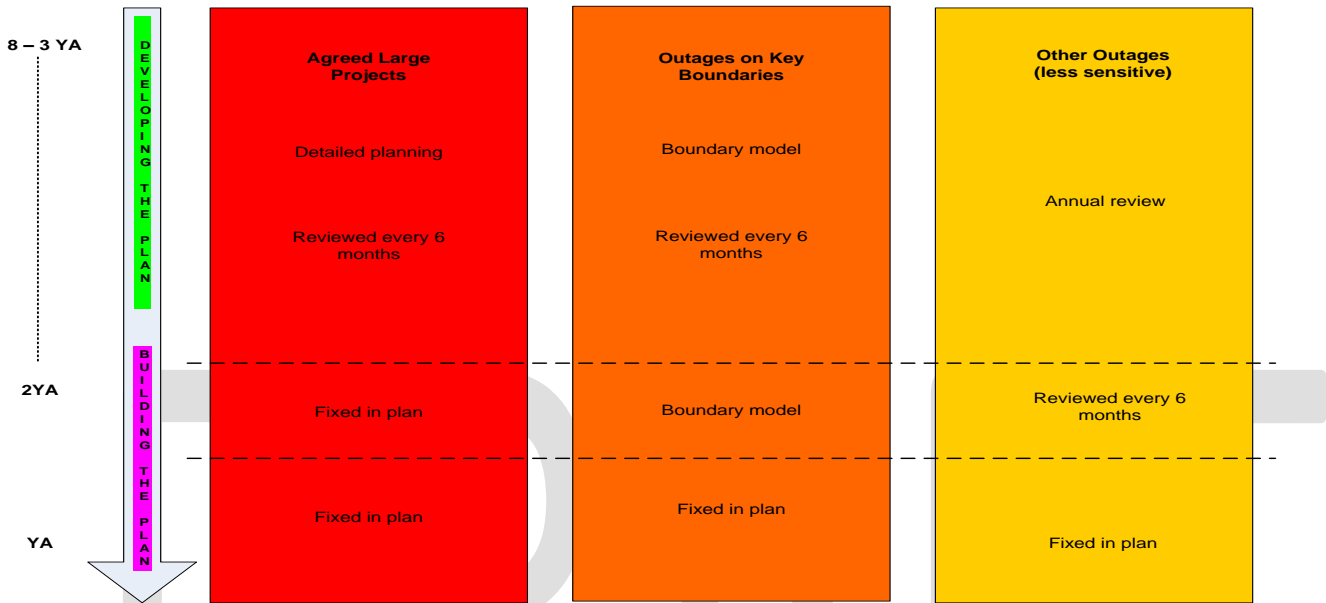 8 – 3 YA
2YA
YA
DEVELOPING THE PLAN
BUILDING THE PLAN
Agreed Large
Projects
Detailed planning
Reviewed every 6
months
Fixed in plan
Fixed in plan
Outages on Key
Boundaries
Boundary model
Reviewed every 6
months
Boundary model
Fixed in plan
Other Outages
(less sensitive)
Annual review
Reviewed every 6
months
Fixed in plan